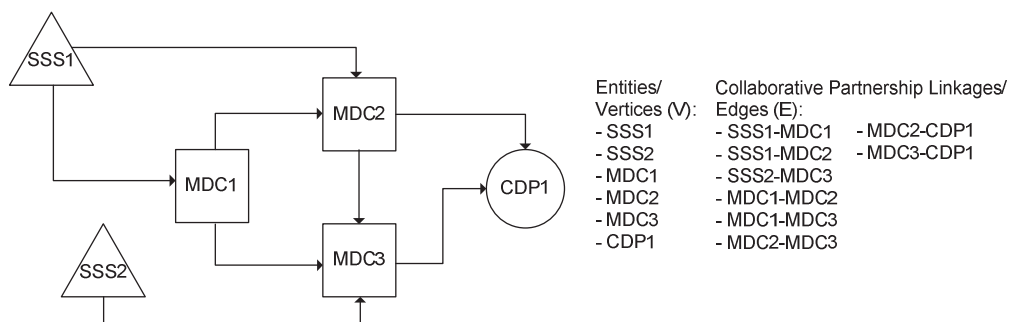 SSS1
MDC2
MDC1
CDP1
MDC3
SSS2
Entities/
Vertices (V):
- SSS1
- SSS2
- MDC1
- MDC2
- MDC3
- CDP1
Collaborative Partnership Linkages/
Edges (E):
- SSS1-MDC1
- SSS1-MDC2
- SSS2-MDC3
- MDC1-MDC2
- MDC1-MDC3
- MDC2-MDC3
- MDC2-CDP1
- MDC3-CDP1